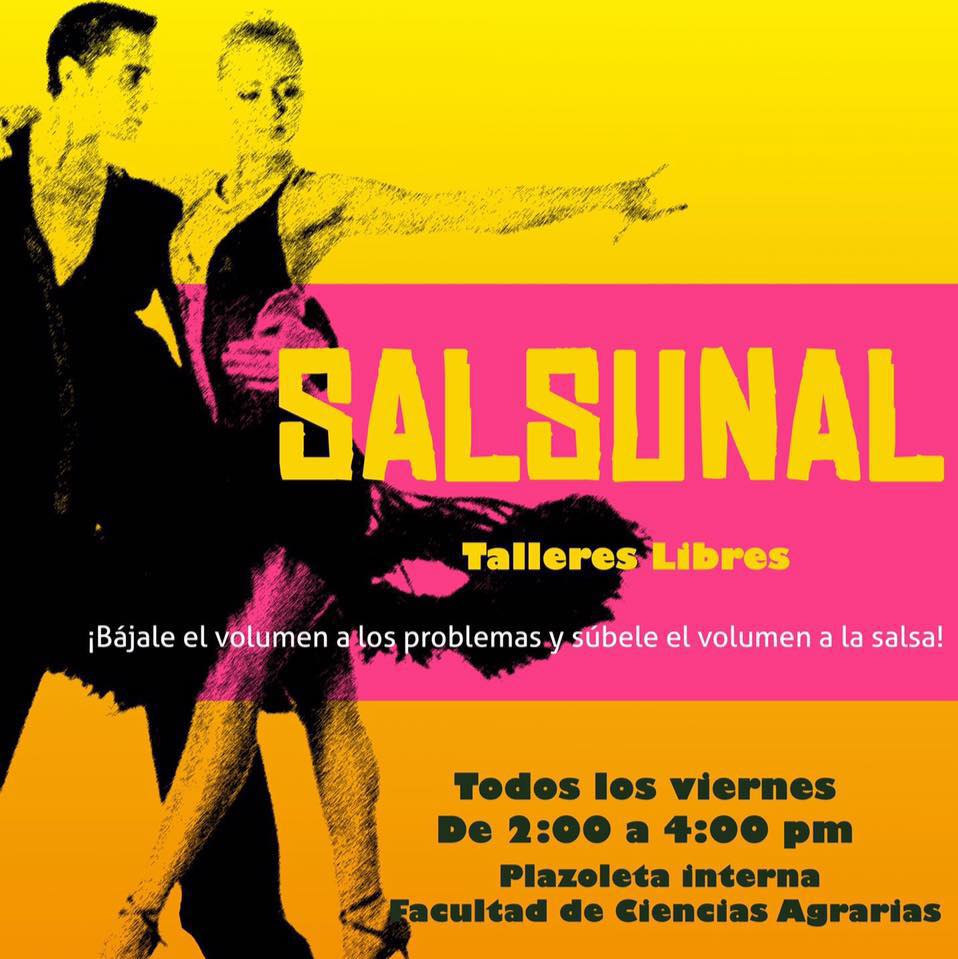 SALSUNAL
Talleres Libres
¡Bájale el volumen a los problemas y súbele el volumen a la salsa!
Todos los viernes
De 2:00 a 4:00 pm
Plazoleta interna
Facultad de Ciencias Agrarias